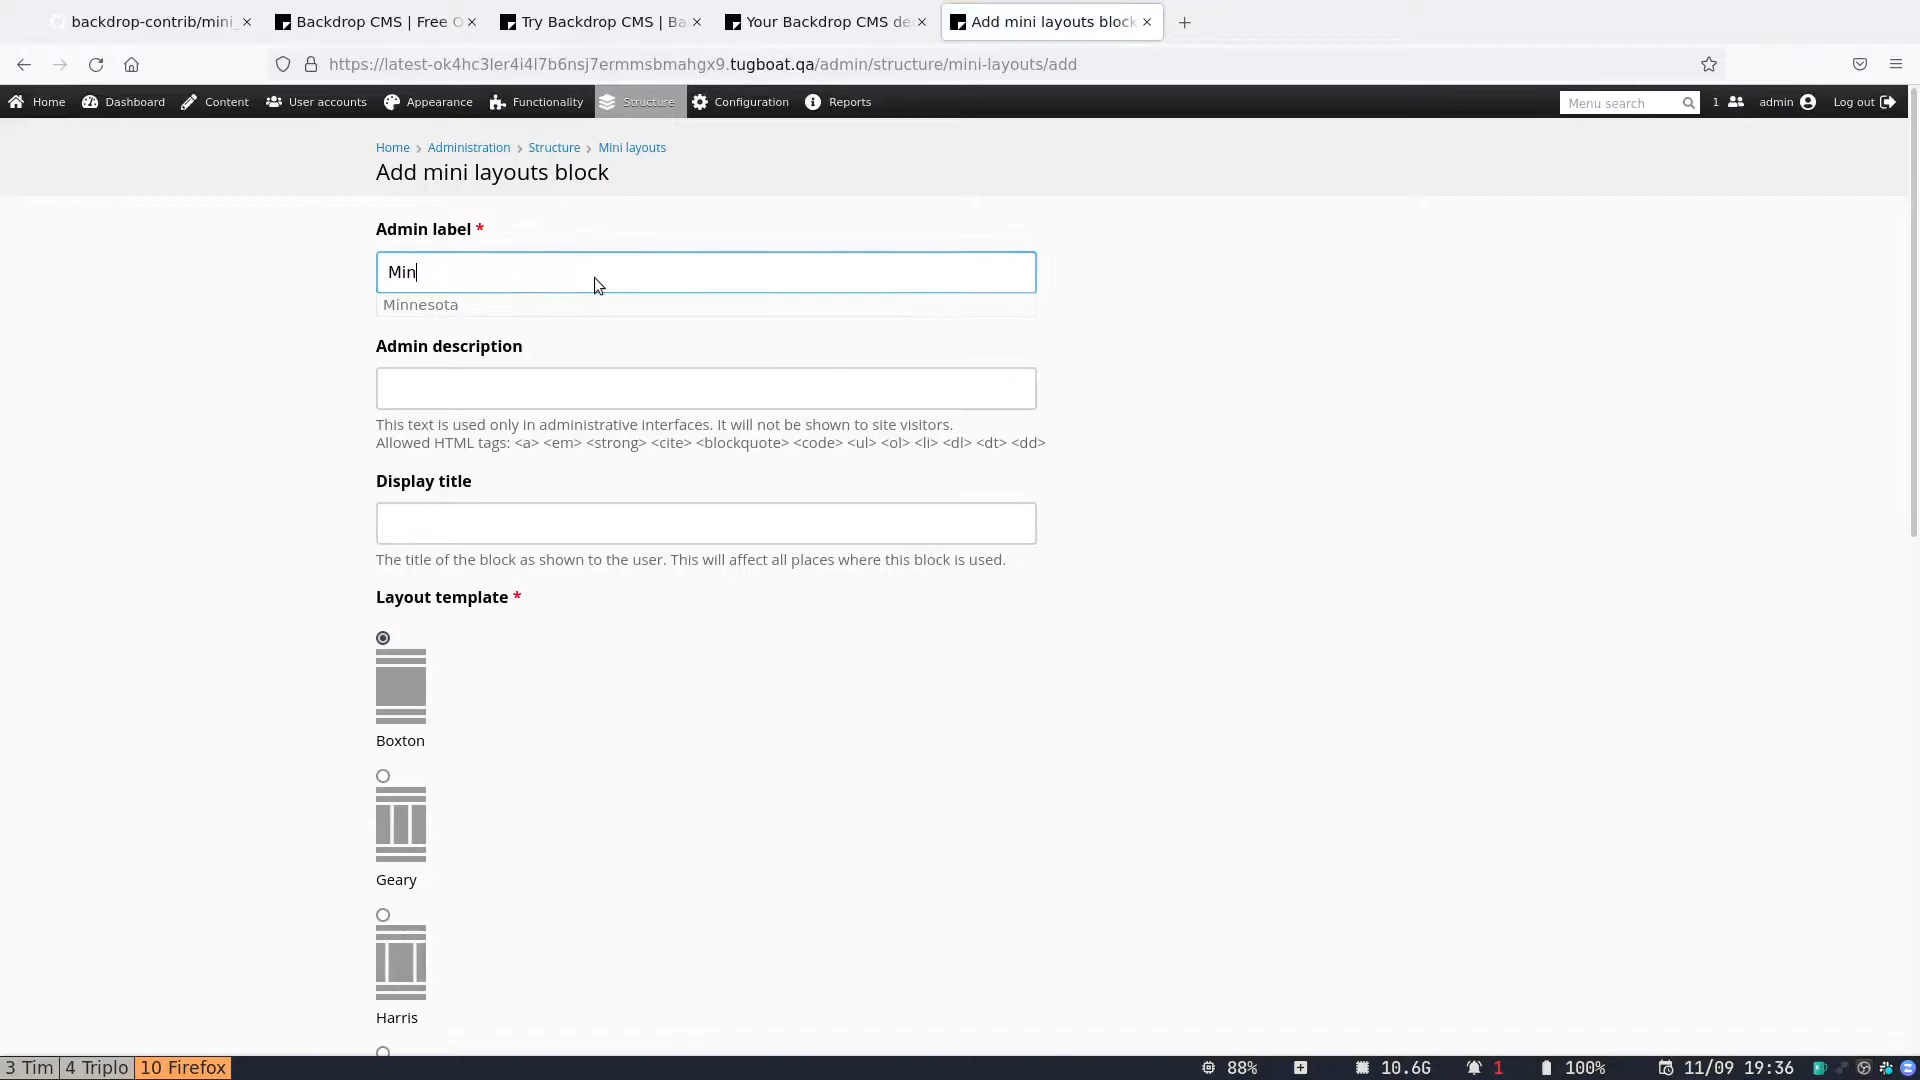 backdrop-contrib/mini_
Backdrop CMS | Free O
Try Backdrop CMS | Ba
Your Backdrop CMS de
Add mini layouts block
https://latest-ok4hc3ler4i4l7b6nsj7ermmsbmahgx9.tugboat.qa/admin/structure/mini-layouts/add
Home Dashboard Content User accounts Appearance Functionality Structure Configuration Reports Menu search 1 admin Log out
Home › Administration › Structure › Mini layouts
Add mini layouts block
Admin label *
Min
Minnesota
Admin description
This text is used only in administrative interfaces. It will not be shown to site visitors.
Allowed HTML tags: <a> <em> <strong> <cite> <blockquote> <code> <ul> <ol> <li> <dl> <dt> <dd>
Display title
The title of the block as shown to the user. This will affect all places where this block is used.
Layout template *
Boxton
Geary
Harris
3 Tim 4 Triplo 10 Firefox 88% 10.6G 1 100% 11/09 19:36